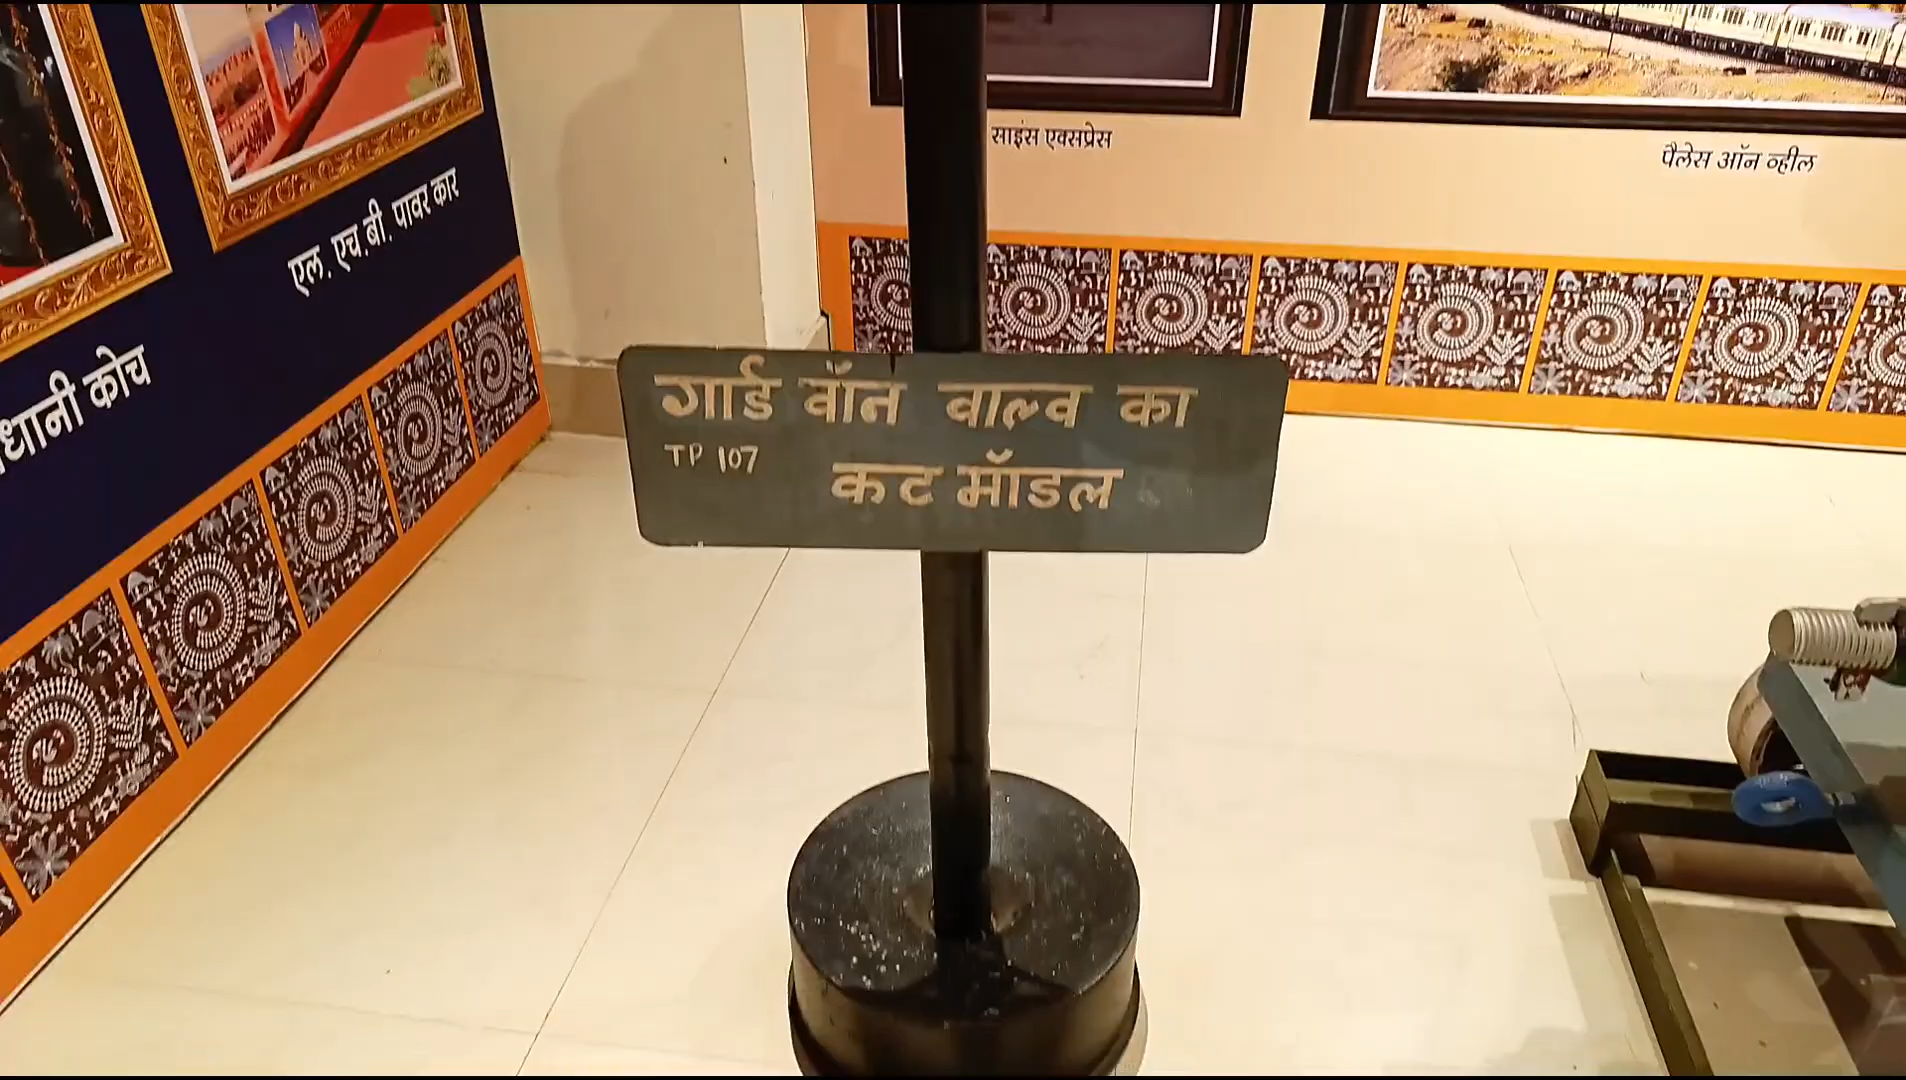 साइंस एक्सप्रेस
पैलेस ऑन व्हील
एल. एच.बी. पावर कार
धानी कोच
गार्ड वॉन वाल्व का
TP 107
कट मॉडल